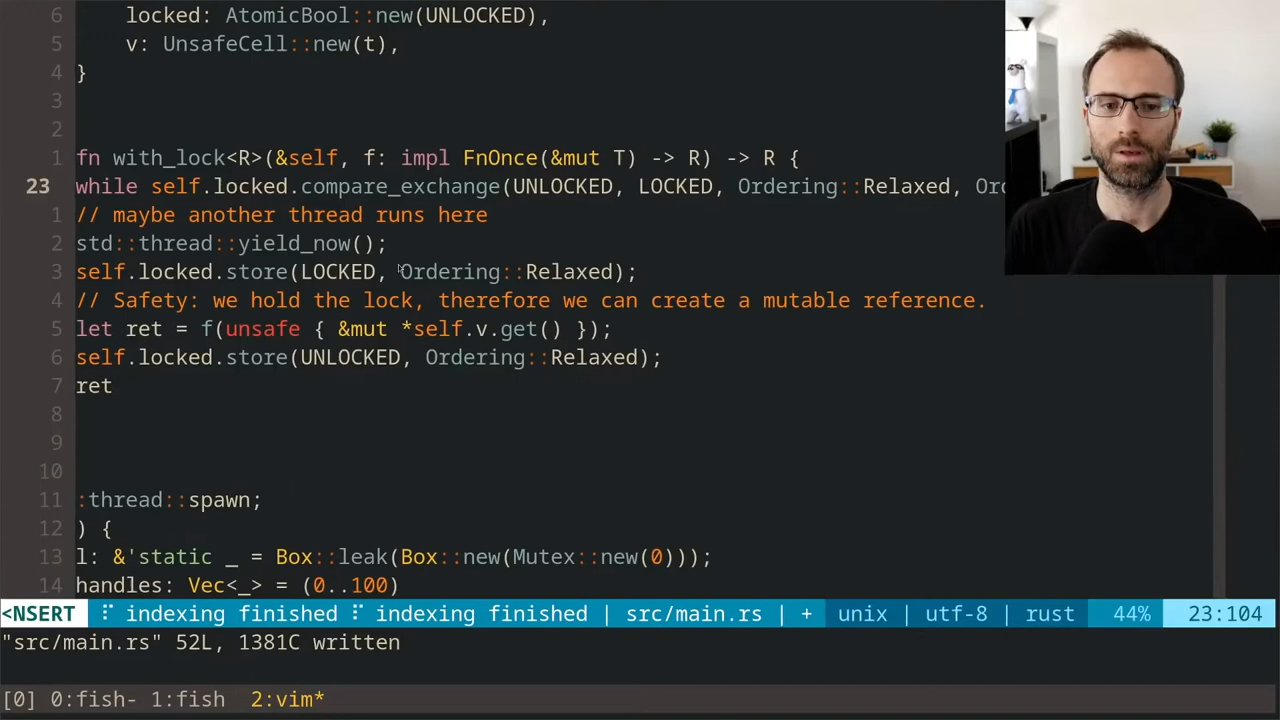 6 locked: AtomicBool::new(UNLOCKED),
5 v: UnsafeCell::new(t),
4 }
3
2
1 fn with_lock<R>(&self, f: impl FnOnce(&mut T) -> R) -> R {
23 while self.locked.compare_exchange(UNLOCKED, LOCKED, Ordering::Relaxed, Ord
1 // maybe another thread runs here
2 std::thread::yield_now();
3 self.locked.store(LOCKED, Ordering::Relaxed);
4 // Safety: we hold the lock, therefore we can create a mutable reference.
5 let ret = f(unsafe { &mut *self.v.get() });
6 self.locked.store(UNLOCKED, Ordering::Relaxed);
7 ret
8
9
10
11 :thread::spawn;
12 ) {
13 l: &'static _ = Box::leak(Box::new(Mutex::new(0)));
14 handles: Vec<_> = (0..100)
<NSERT ⠏ indexing finished ⠏ indexing finished | src/main.rs | + unix | utf-8 | rust 44% 23:104
"src/main.rs" 52L, 1381C written
[0] 0:fish- 1:fish 2:vim*